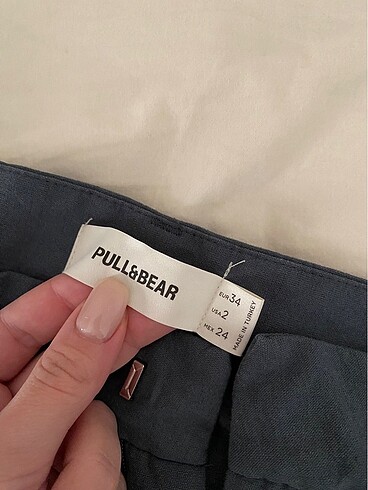 PULL&BEAR
EUR 34
USA 2
MEX 24
MADE IN TURKEY